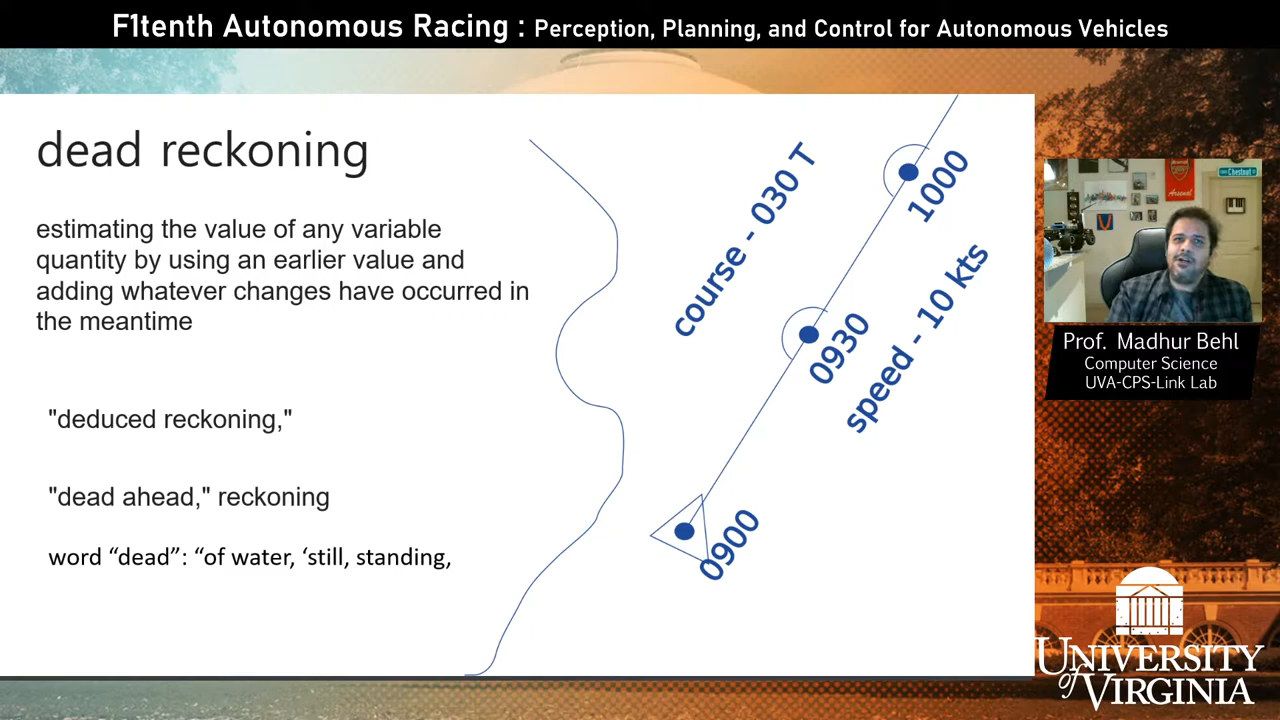 F1tenth Autonomous Racing : Perception, Planning, and Control for Autonomous Vehicles
dead reckoning
estimating the value of any variable
quantity by using an earlier value and
adding whatever changes have occurred in
the meantime
"deduced reckoning,"
"dead ahead," reckoning
word “dead”: “of water, ‘still, standing,
course - 030 T
speed - 10 kts
1000
0930
0900
Chestnut
Arsenal
Prof. Madhur Behl
Computer Science
UVA-CPS-Link Lab
UNIVERSITY
of VIRGINIA